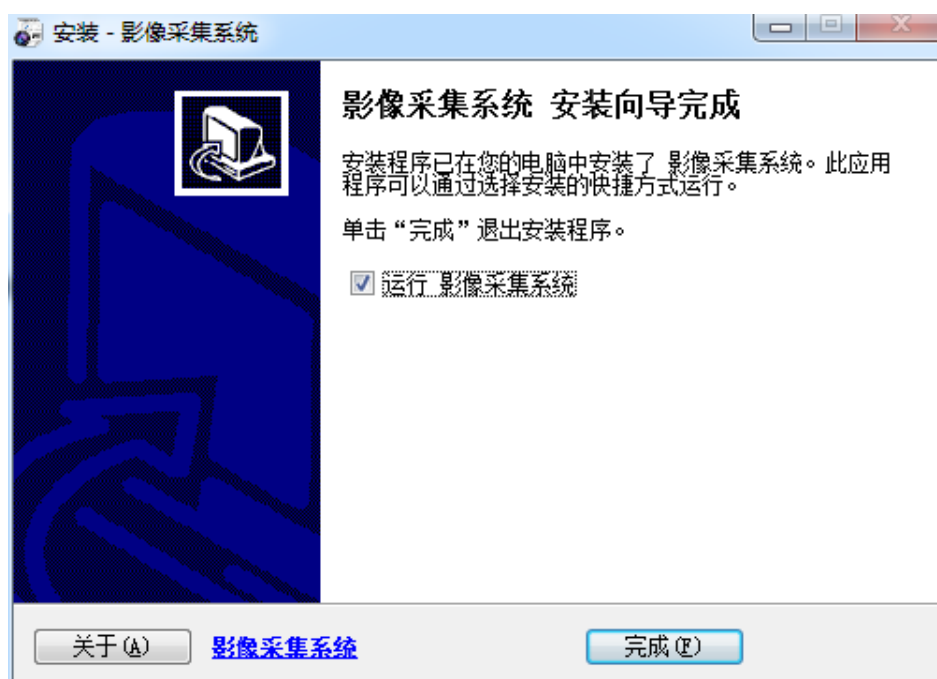 安装 - 影像采集系统
影像采集系统 安装向导完成
安装程序已在您的电脑中安装了 影像采集系统。此应用
程序可以通过选择安装的快捷方式运行。
单击“完成”退出安装程序。
运行 影像采集系统
关于(A) 影像采集系统 完成(F)